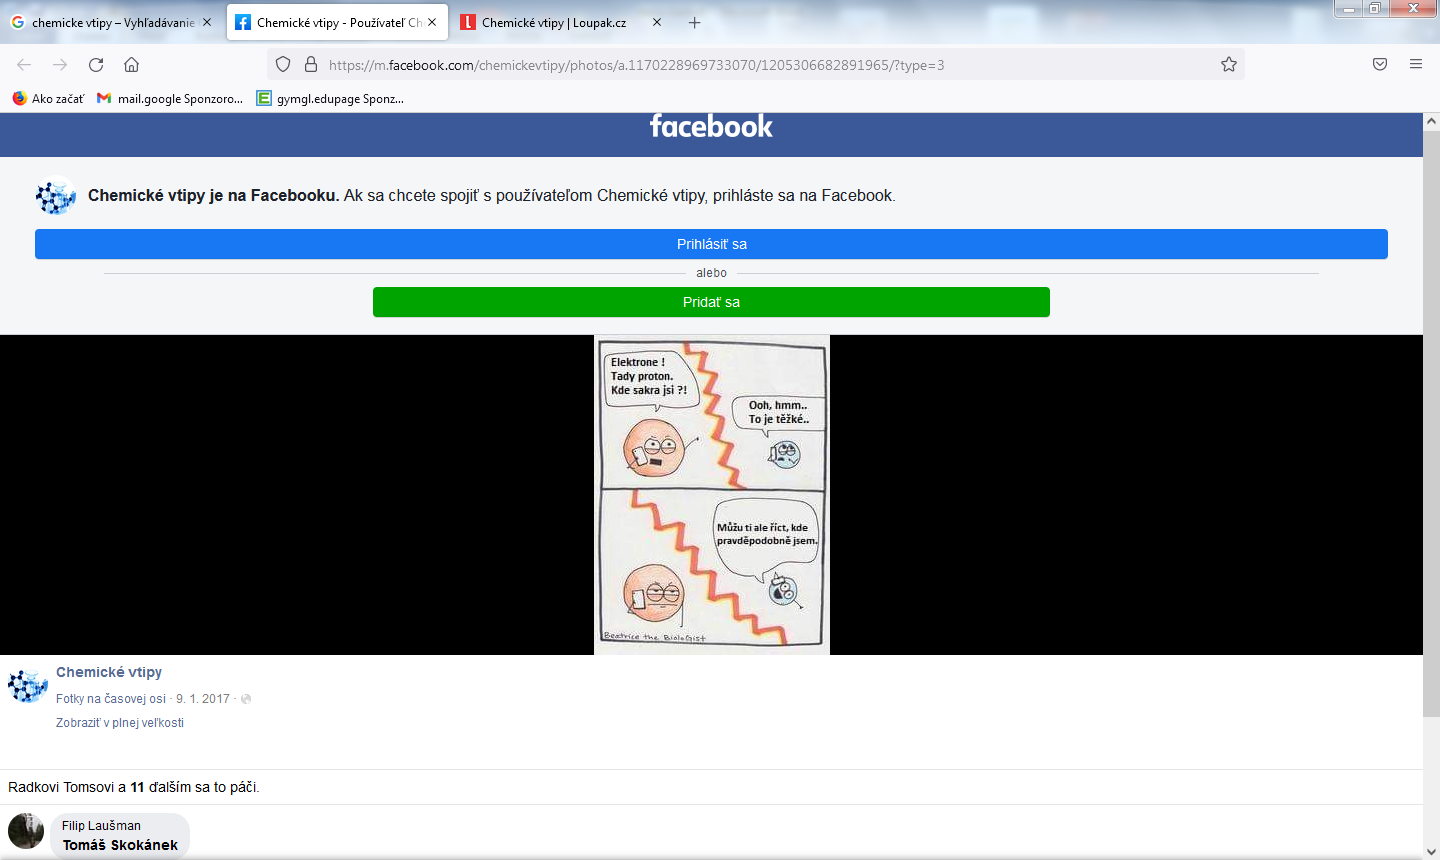 chemicke vtipy – Vyhľadávanie
Chemické vtipy - Používateľ Ch
Chemické vtipy | Loupak.cz
https://m.facebook.com/chemickevtipy/photos/a.1170228969733070/1205306682891965/?type=3
Ako začať
mail.google Sponzoro...
gymgl.edupage Sponz...
facebook
Chemické vtipy je na Facebooku. Ak sa chcete spojiť s používateľom Chemické vtipy, prihláste sa na Facebook.
Prihlásiť sa
alebo
Pridať sa
Elektrone !
Tady proton.
Kde sakra jsi ?!
Ooh, hmm..
To je těžké..
Můžu ti ale říct, kde
pravděpodobně jsem.
Beatrice the Biologist
Chemické vtipy
Fotky na časovej osi · 9. 1. 2017 ·
Zobraziť v plnej veľkosti
Radkovi Tomsovi a 11 ďalším sa to páči.
Filip Laušman
Tomáš Skokánek